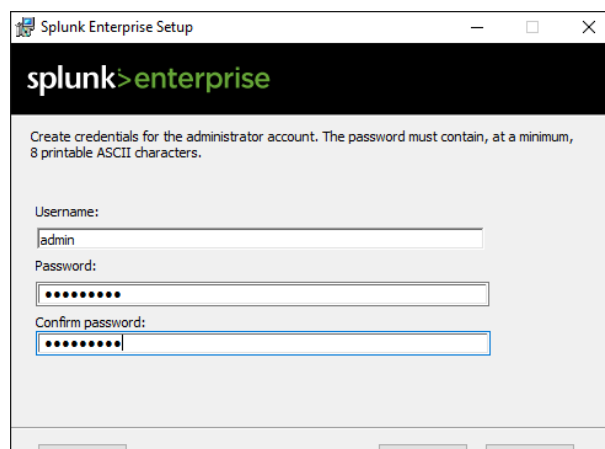 Splunk Enterprise Setup
splunk>enterprise
Create credentials for the administrator account. The password must contain, at a minimum,
8 printable ASCII characters.
Username:
admin
Password:
●●●●●●●●●
Confirm password:
●●●●●●●●●